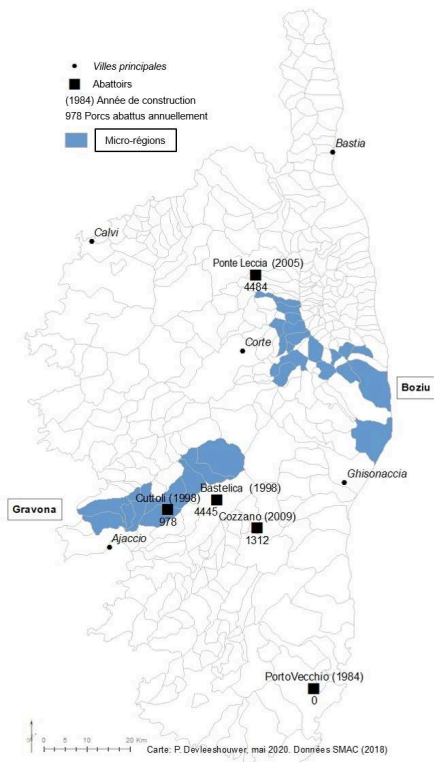 Villes principales
Abattoirs
(1984) Année de construction
978 Porcs abattus annuellement
Micro-régions
Bastia
Calvi
Ponte Leccia (2005)
4484
Corte
Boziu
Ghisonaccia
Bastelica (1998)
4445
Cuttoli (1998)
978
Gravona
Cozzano (2009)
1312
Ajaccio
PortoVecchio (1984)
0
0 5 10 20 Km
Carte: P. Devleeshouwer, mai 2020. Données SMAC (2018)